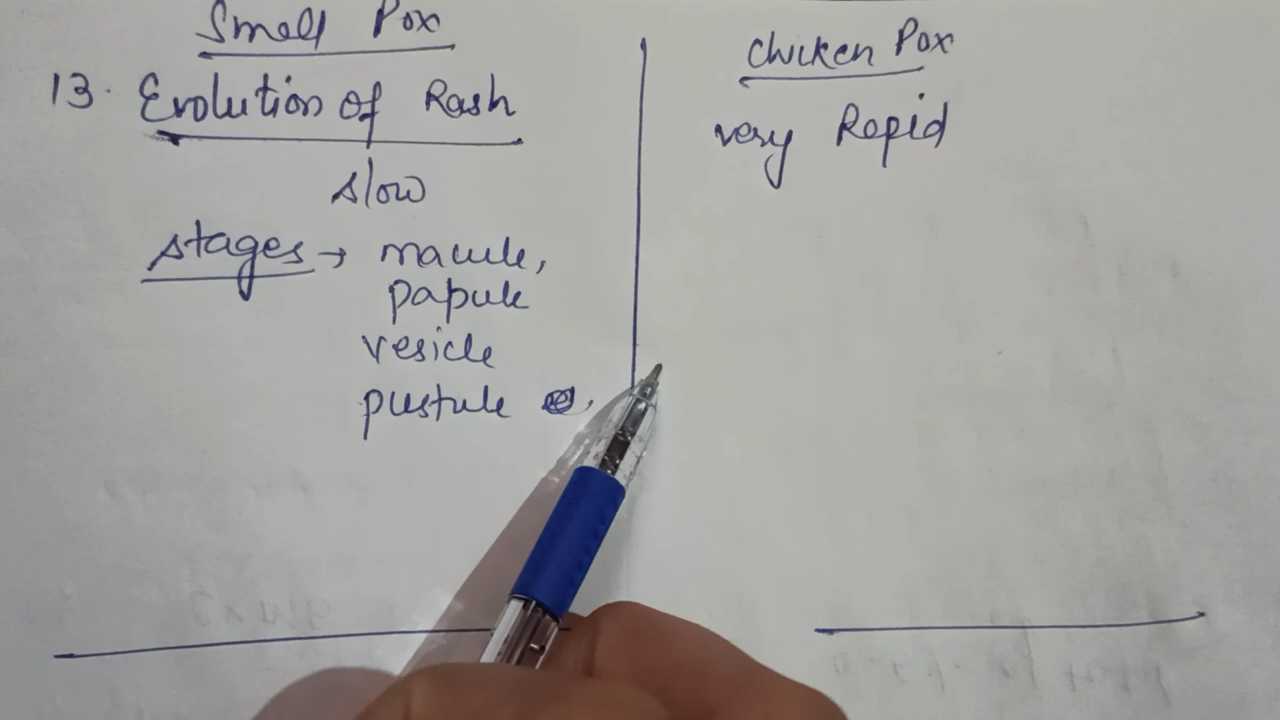 Small Pox
13. Evolution of Rash
slow
stages → macule,
papule
vesicle
pustule
Chicken Pox
very Rapid